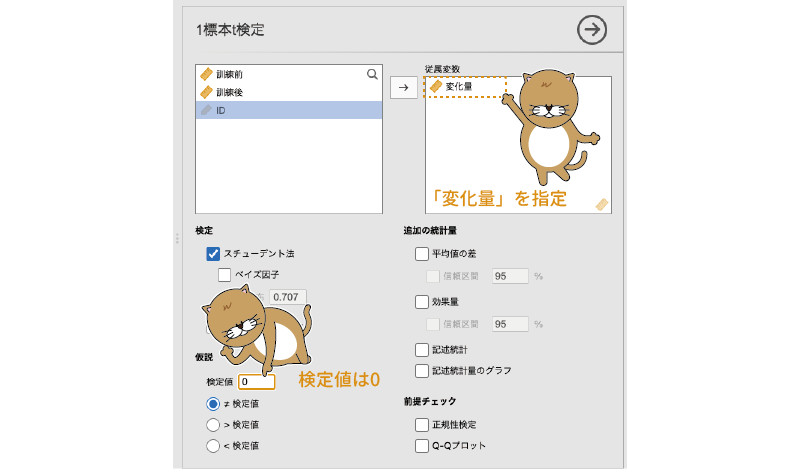 1標本t検定
訓練前
訓練後
ID
従属変数
変化量
「変化量」を指定
検定
スチューデント法
ベイズ因子
0.707
仮説
検定値 0
検定値は0
≠ 検定値
> 検定値
< 検定値
追加の統計量
平均値の差
信頼区間 95 %
効果量
信頼区間 95 %
記述統計
記述統計量のグラフ
前提チェック
正規性検定
Q-Qプロット